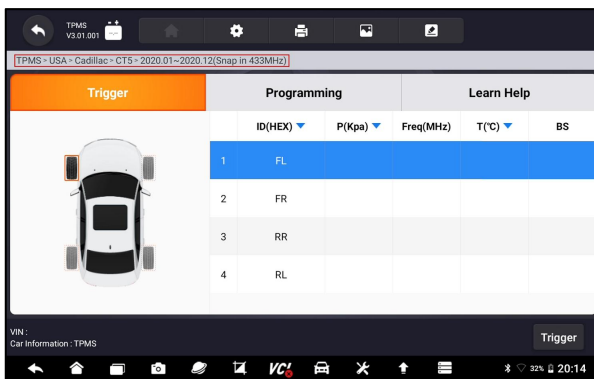 TPMS
V3.01.001
TPMS > USA > Cadillac > CT5 > 2020.01~2020.12(Snap in 433MHz)
Trigger
Programming
Learn Help
ID(HEX)
P(Kpa)
Freq(MHz)
T(℃)
BS
1 FL
2 FR
3 RR
4 RL
VIN :
Car Information : TPMS
Trigger
VCI
32%
20:14